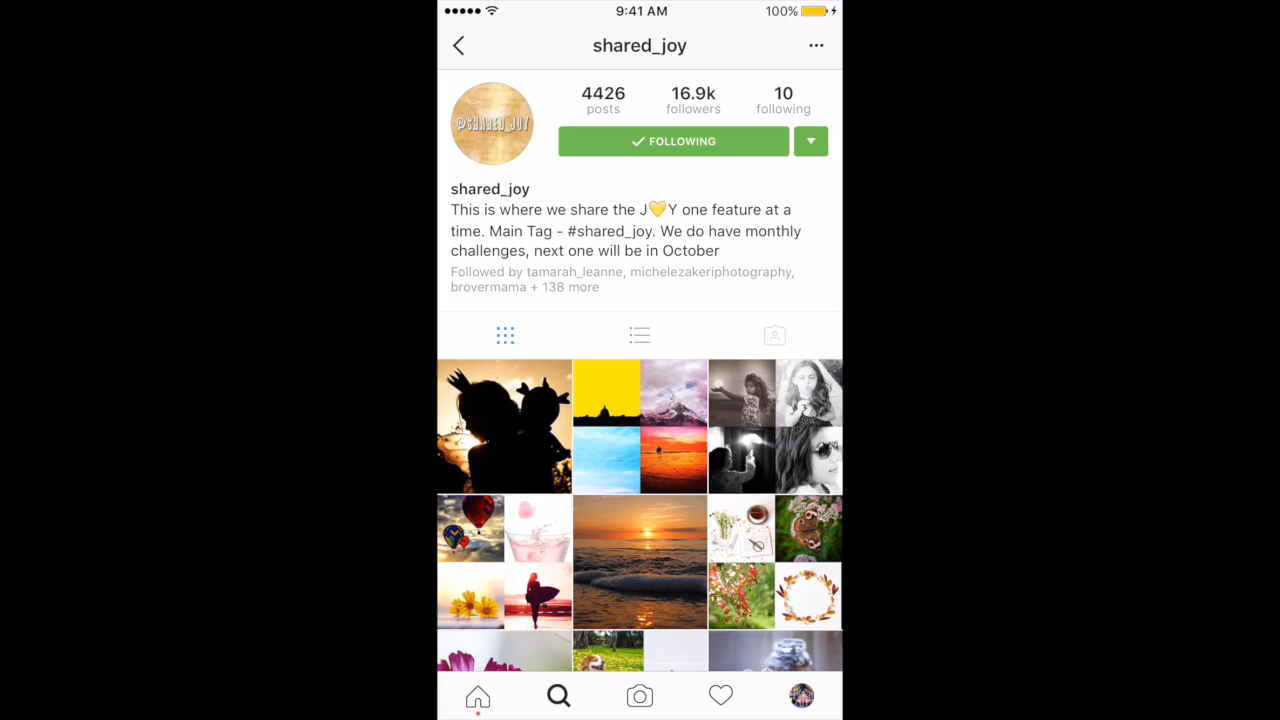 9:41 AM
100%
shared_joy
@SHARED_JOY
4426
posts
16.9k
followers
10
following
FOLLOWING
shared_joy
This is where we share the J💛Y one feature at a
time. Main Tag - #shared_joy. We do have monthly
challenges, next one will be in October
Followed by tamarah_leanne, michelezakeriphotography,
brovermama + 138 more